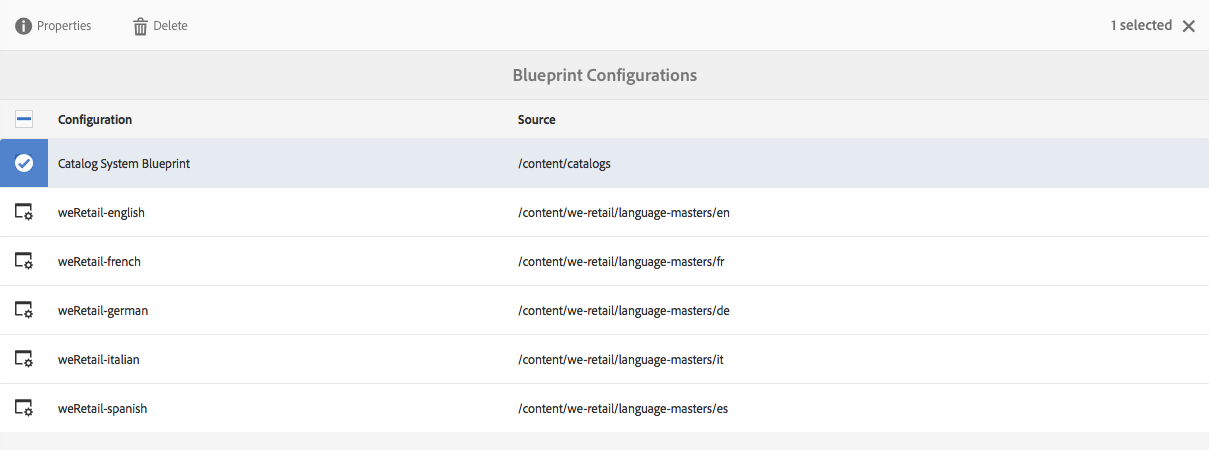 Properties Delete 1 selected
Blueprint Configurations
Configuration Source
Catalog System Blueprint /content/catalogs
weRetail-english /content/we-retail/language-masters/en
weRetail-french /content/we-retail/language-masters/fr
weRetail-german /content/we-retail/language-masters/de
weRetail-italian /content/we-retail/language-masters/it
weRetail-spanish /content/we-retail/language-masters/es